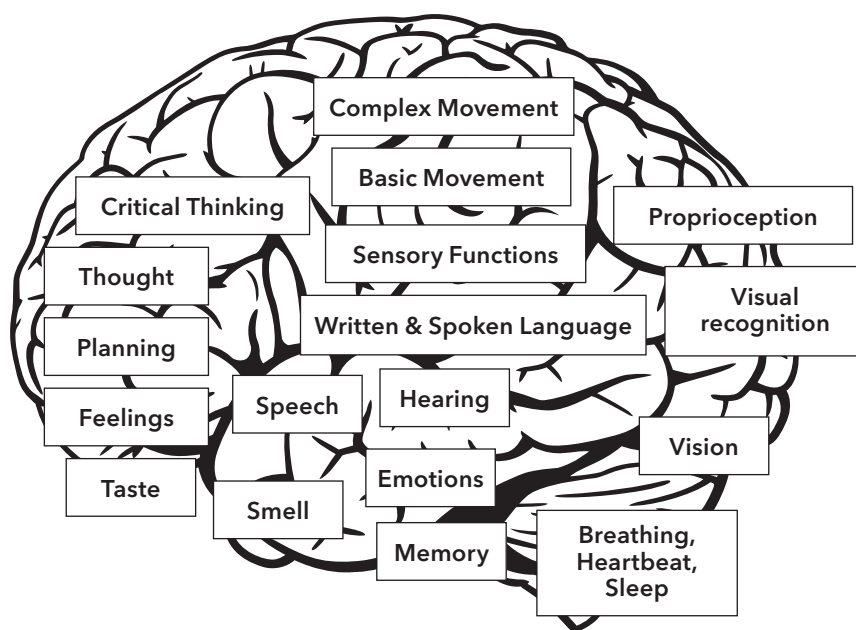 Complex Movement
Basic Movement
Critical Thinking
Proprioception
Sensory Functions
Thought
Visual
recognition
Written & Spoken Language
Planning
Speech
Hearing
Feelings
Vision
Taste
Emotions
Smell
Memory
Breathing,
Heartbeat,
Sleep